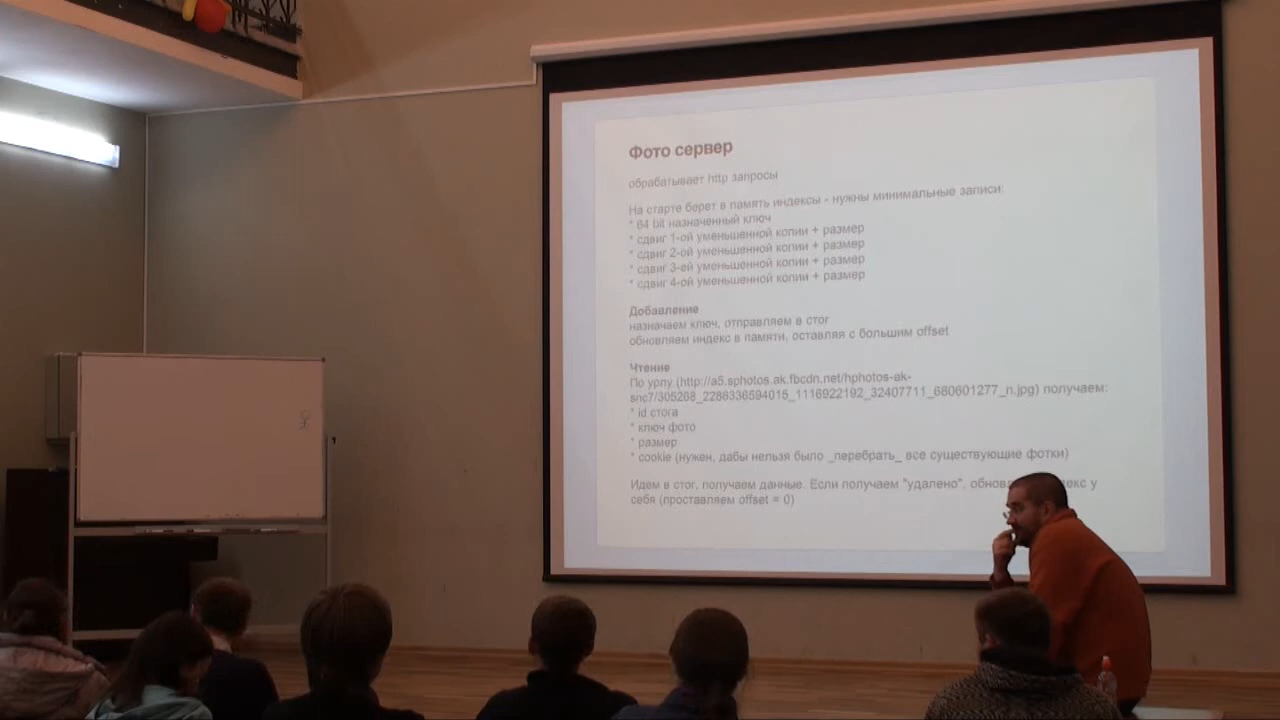 Фото сервер
обрабатывает http запросы
На старте берет в память индексы - нужны минимальные записи:
* 64 bit назначенный ключ
* сдвиг 1-ой уменьшенной копии + размер
* сдвиг 2-ой уменьшенной копии + размер
* сдвиг 3-ей уменьшенной копии + размер
* сдвиг 4-ой уменьшенной копии + размер
Добавление
назначаем ключ, отправляем в стог
обновляем индекс в памяти, оставляя с большим offset
Чтение
По урлу (http://a5.sphotos.ak.fbcdn.net/hphotos-ak-
snc7/305208_2286336594015_1116922192_32407711_680601277_n.jpg) получаем:
* id стога
* ключ фото
* размер
* cookie (нужен, дабы нельзя было _перебрать_ все существующие фотки)
Идем в стог, получаем данные. Если получаем "удалено", у
себя (проставляем offset = 0)